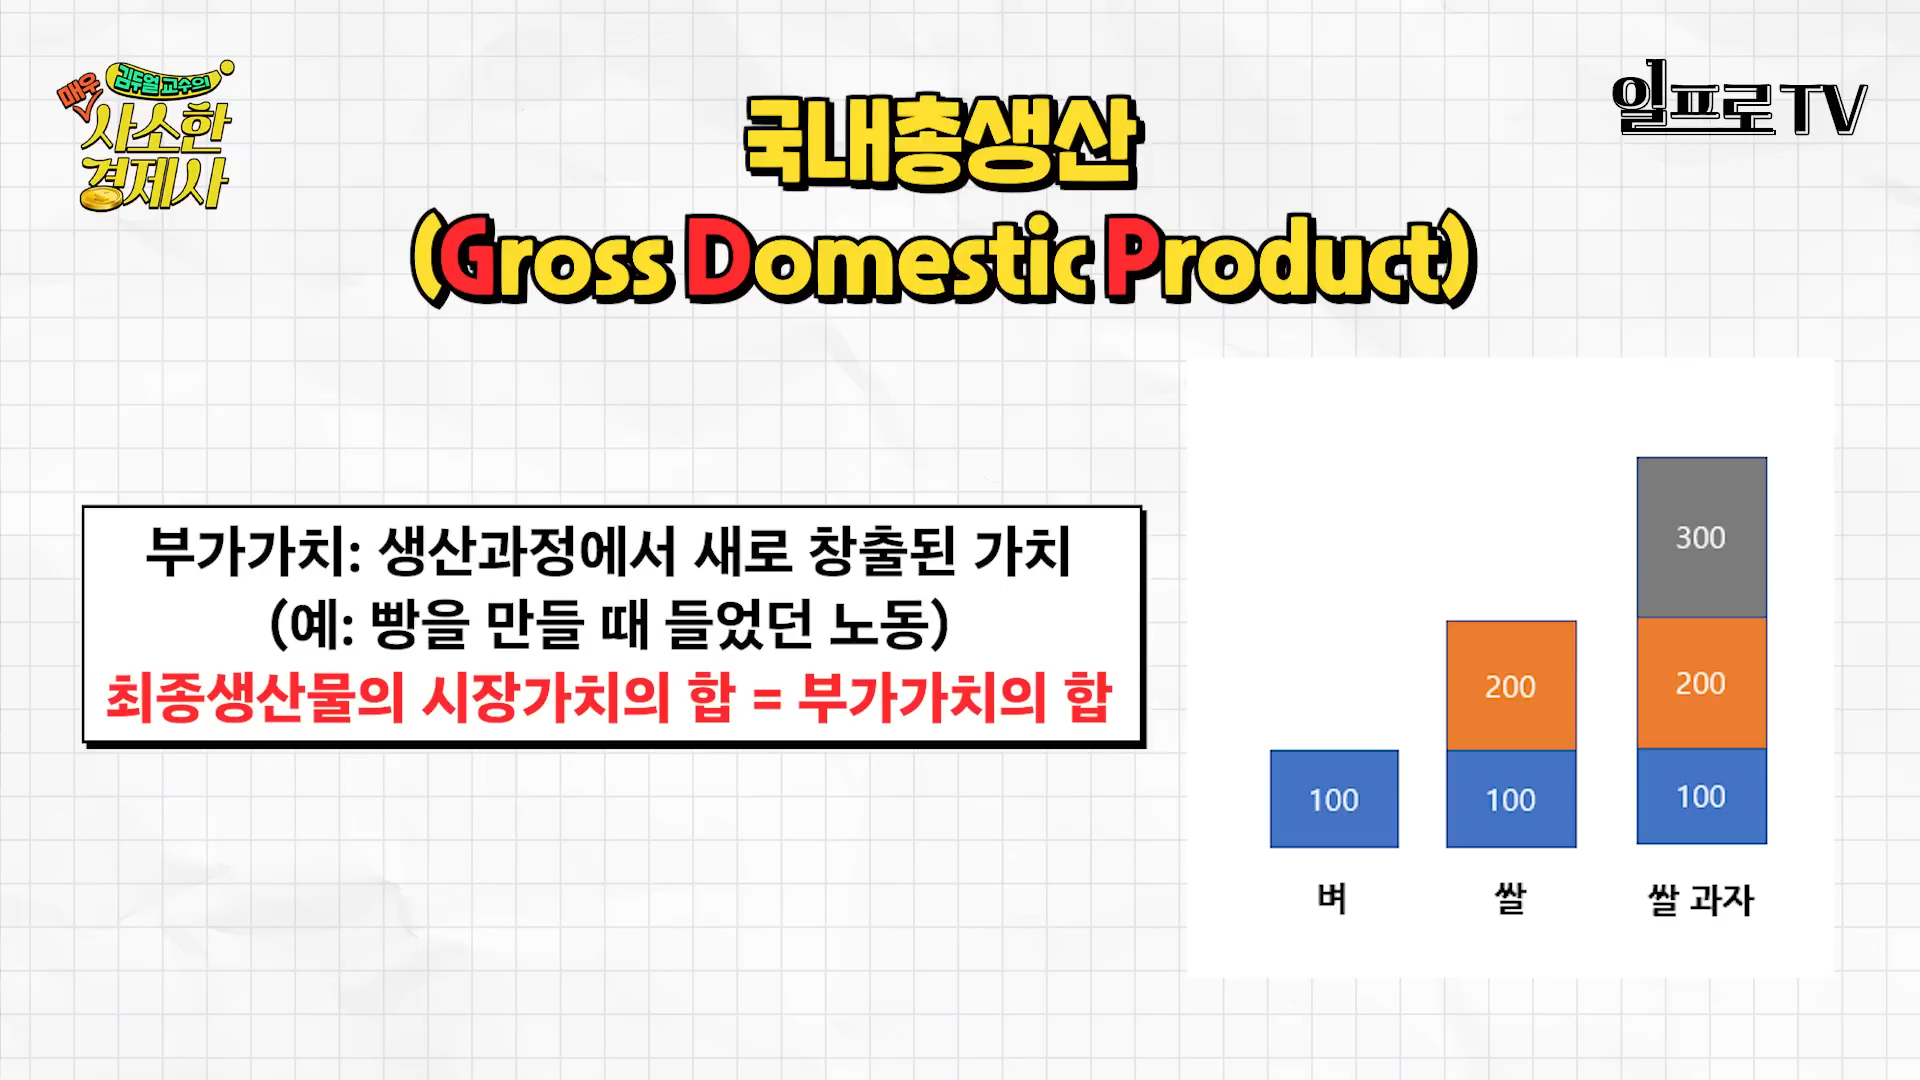 매우
김두얼 교수의
사소한
경제사
일프로TV
국내총생산
(Gross Domestic Product)
부가가치: 생산과정에서 새로 창출된 가치
(예: 빵을 만들 때 들었던 노동)
최종생산물의 시장가치의 합 = 부가가치의 합
300
200
200
100
100
100
벼
쌀
쌀 과자